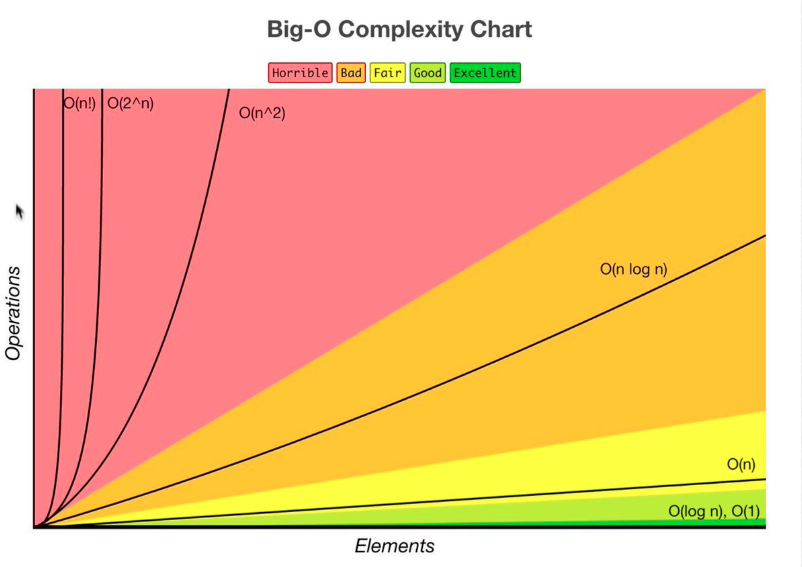 Big-O Complexity Chart
Horrible Bad Fair Good Excellent
O(n!) O(2^n)
O(n^2)
O(n log n)
O(n)
O(log n), O(1)
Operations
Elements